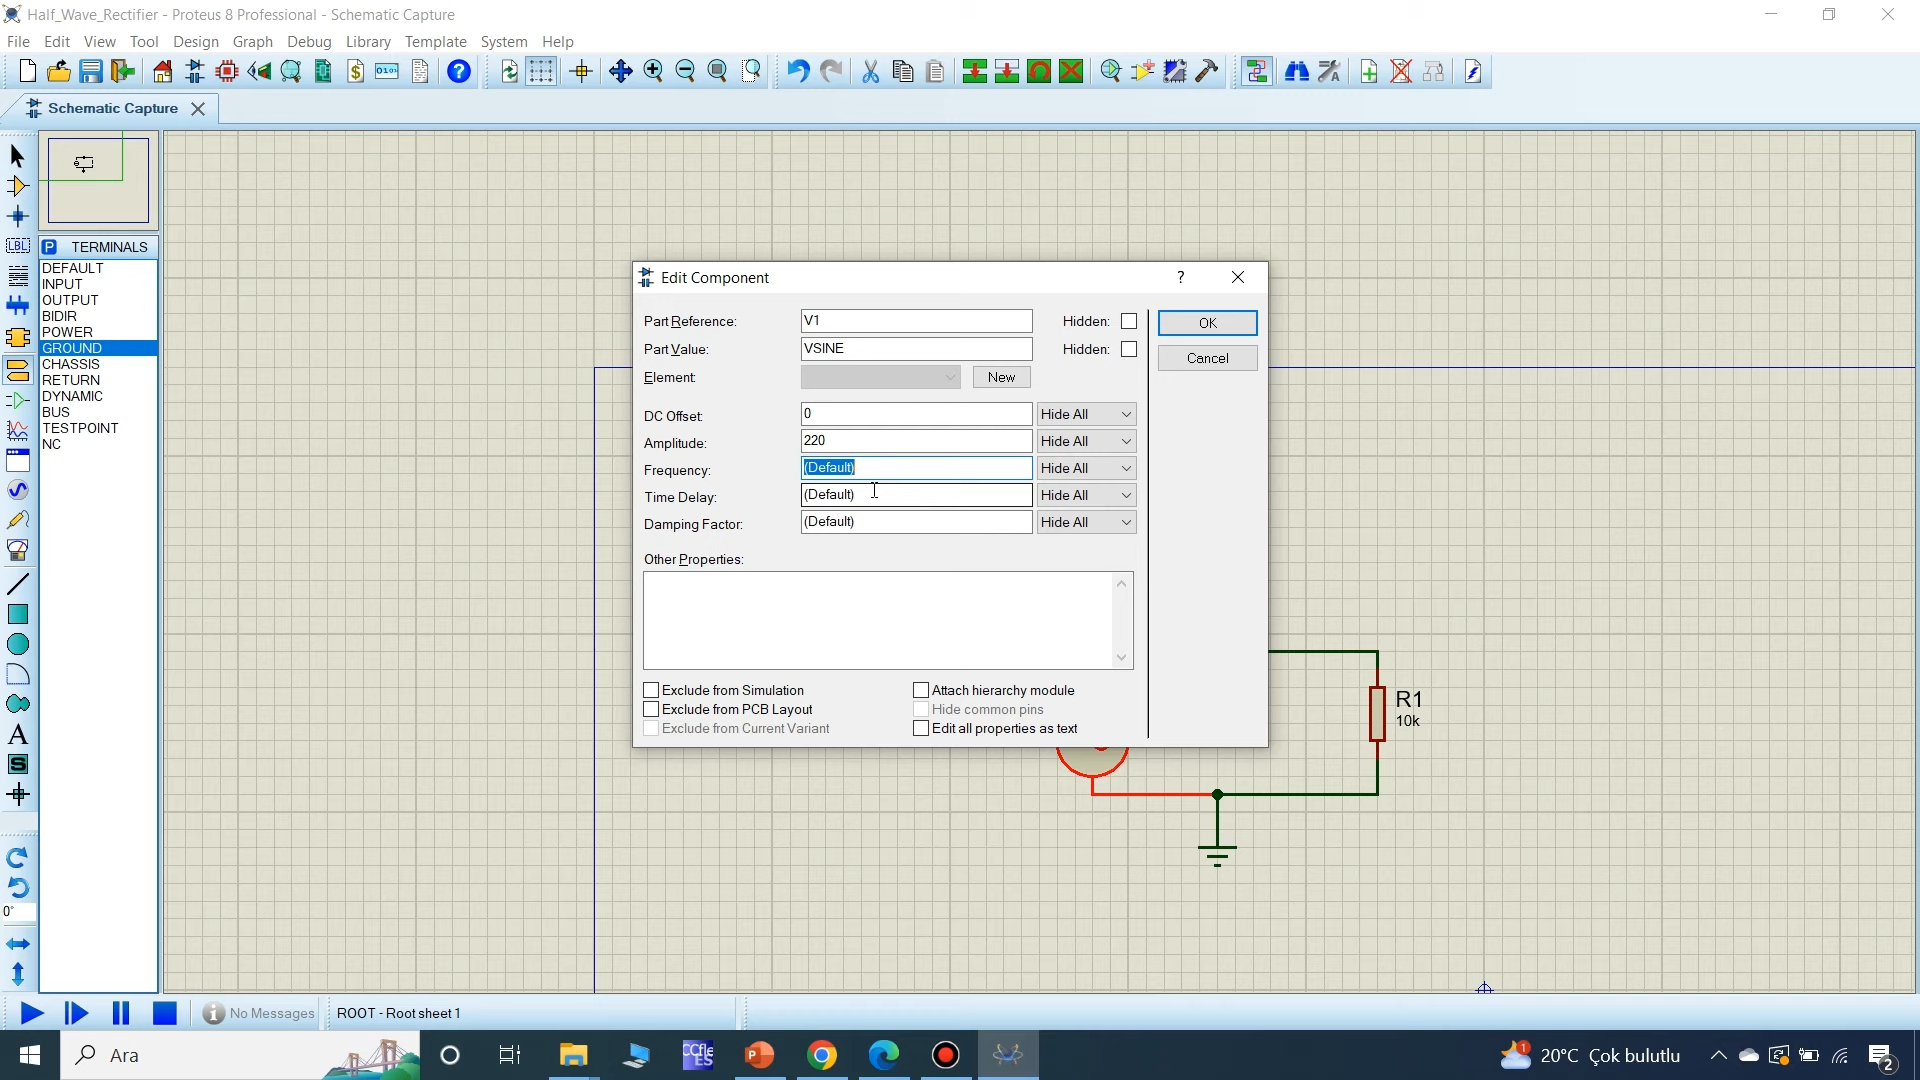 Half_Wave_Rectifier - Proteus 8 Professional - Schematic Capture
File Edit View Tool Design Graph Debug Library Template System Help
Schematic Capture
P TERMINALS
DEFAULT
INPUT
OUTPUT
BIDIR
POWER
GROUND
CHASSIS
RETURN
DYNAMIC
BUS
TESTPOINT
NC
LBL
A
S
0°
Edit Component
?
Part Reference: V1 Hidden: OK
Part Value: VSINE Hidden: Cancel
Element: New
DC Offset: 0 Hide All
Amplitude: 220 Hide All
Frequency: (Default) Hide All
Time Delay: (Default) Hide All
Damping Factor: (Default) Hide All
Other Properties:
Exclude from Simulation Attach hierarchy module
Exclude from PCB Layout Hide common pins
Exclude from Current Variant Edit all properties as text
R1
10k
No Messages ROOT - Root sheet 1
Ara
20°C Çok bulutlu
2